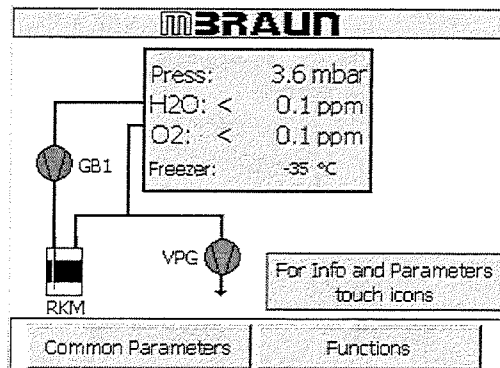 MBRAUN
Press: 3.6 mbar
H2O: < 0.1 ppm
O2: < 0.1 ppm
Freezer: -35 °C
GB1
VPG
RKM
For Info and Parameters
touch icons
Common Parameters
Functions